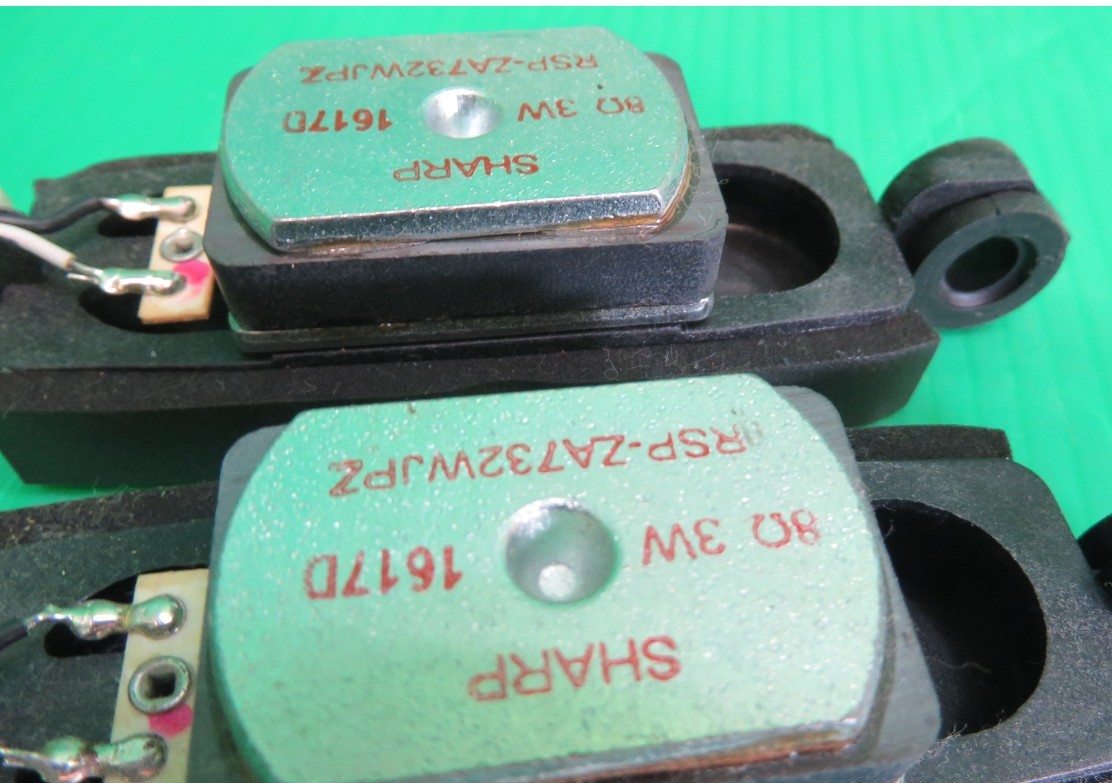 SHARP
8Ω 3W 1617D
RSP-ZA732WJPZ
SHARP
8Ω 3W 1617D
RSP-ZA732WJPZ